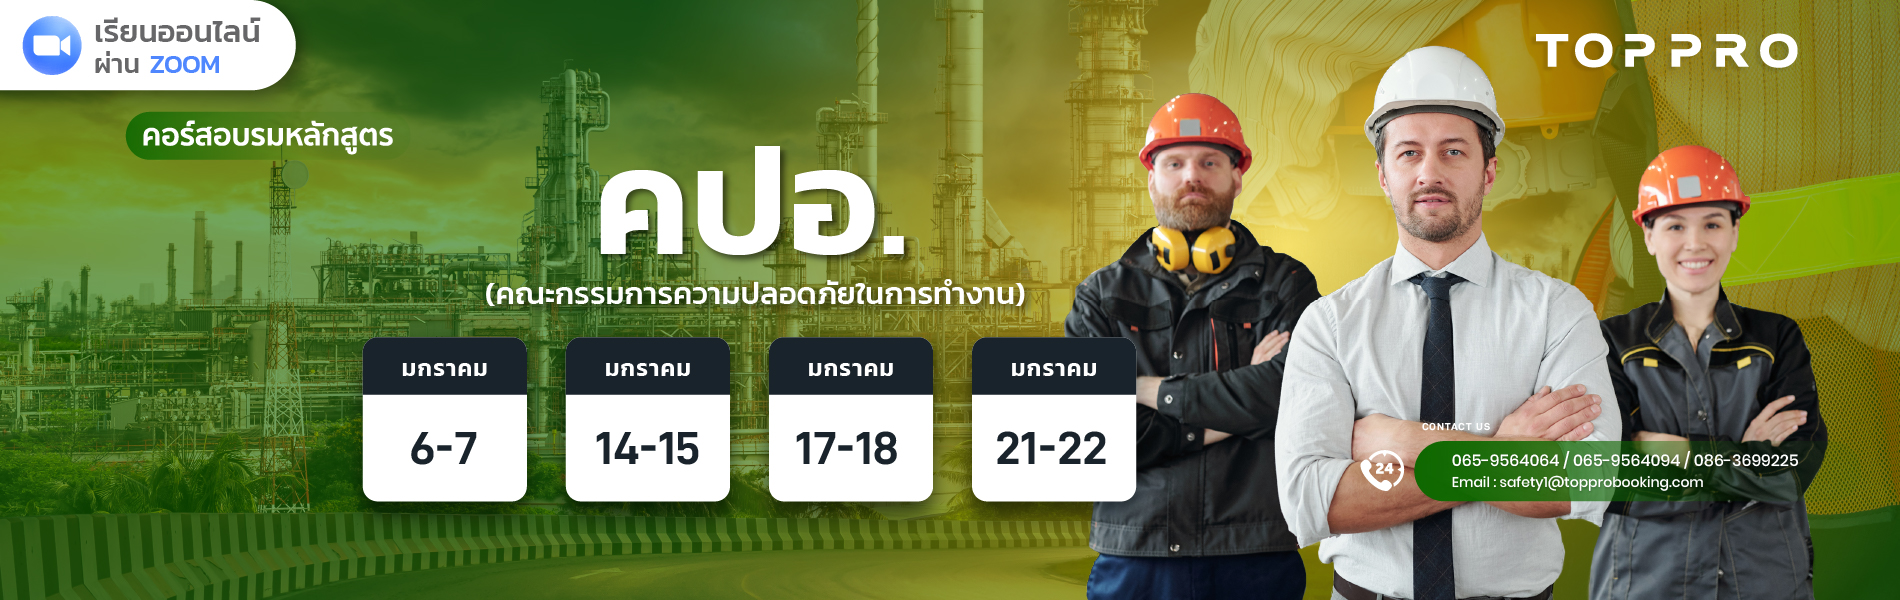 เรียนออนไลน์
ผ่าน ZOOM
TOPPRO
คอร์สอบรมหลักสูตร
คปอ.
(คณะกรรมการความปลอดภัยในการทำงาน)
มกราคม
6-7
มกราคม
14-15
มกราคม
17-18
มกราคม
21-22
CONTACT US
24
065-9564064 / 065-9564094 / 086-3699225
Email : safety1@topprobooking.com